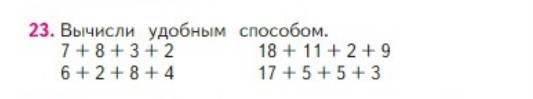 23. Вычисли удобным способом.
7 + 8 + 3 + 2 18 + 11 + 2 + 9
6 + 2 + 8 + 4 17 + 5 + 5 + 3